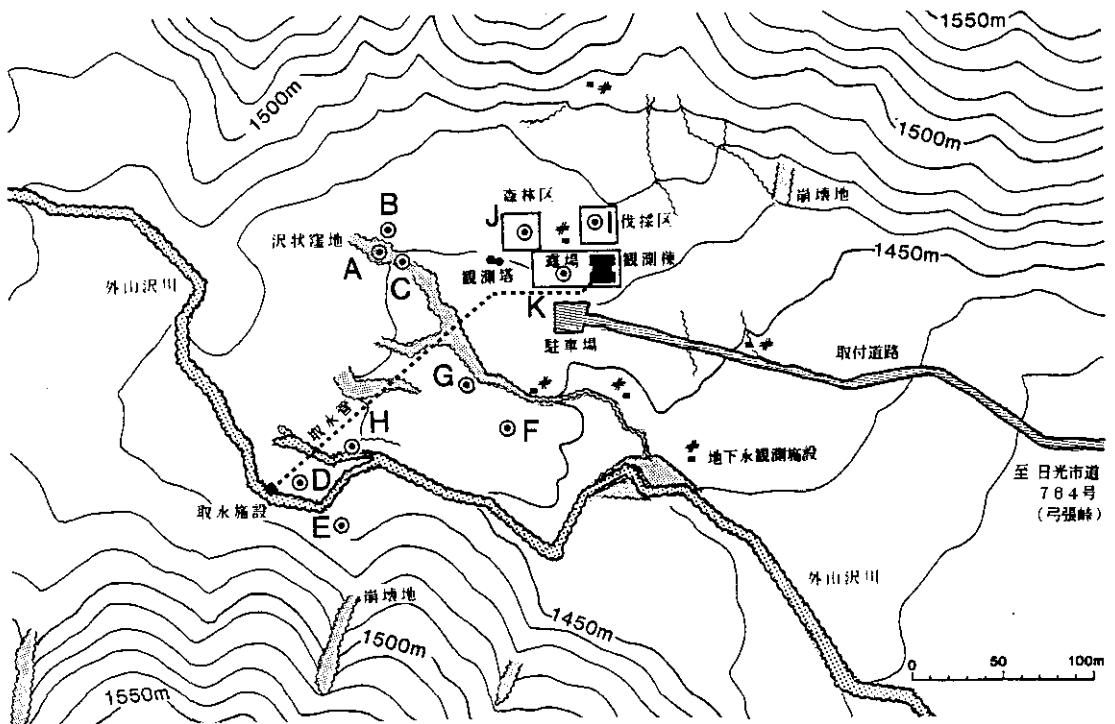 1550m
1500m
1500m
森林区
J
I
伐採区
崩壊地
B
沢状窪地
A
C
観測塔
露場
観測棟
1450m
外山沢川
K
駐車場
取付道路
G
取水管
H
F
地下水観測施設
D
至 日光市道
764号
(弓張峠)
取水施設
E
外山沢川
崩壊地
1450m
1500m
1550m
0
50
100m